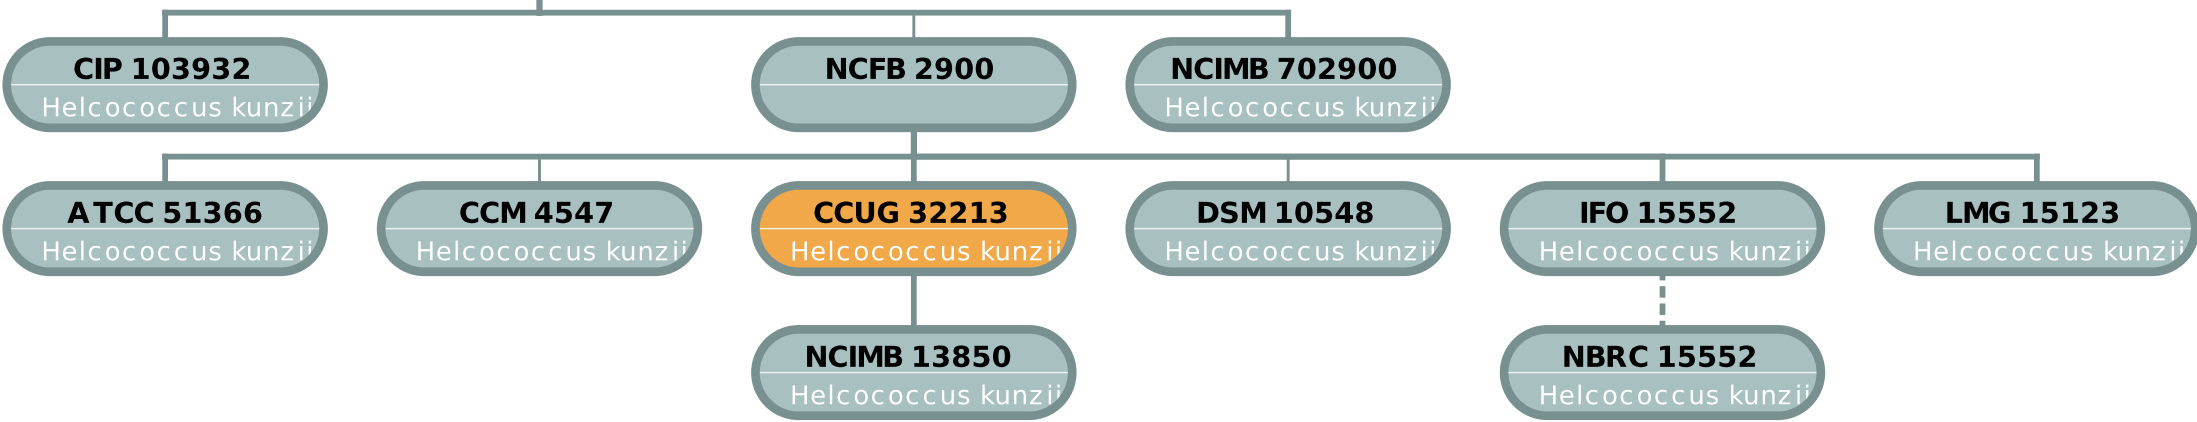 CIP 103932
Helcococcus kunzii
NCFB 2900
NCIMB 702900
Helcococcus kunzii
ATCC 51366
Helcococcus kunzii
CCM 4547
Helcococcus kunzii
CCUG 32213
Helcococcus kunzii
DSM 10548
Helcococcus kunzii
IFO 15552
Helcococcus kunzii
LMG 15123
Helcococcus kunzii
NCIMB 13850
Helcococcus kunzii
NBRC 15552
Helcococcus kunzii